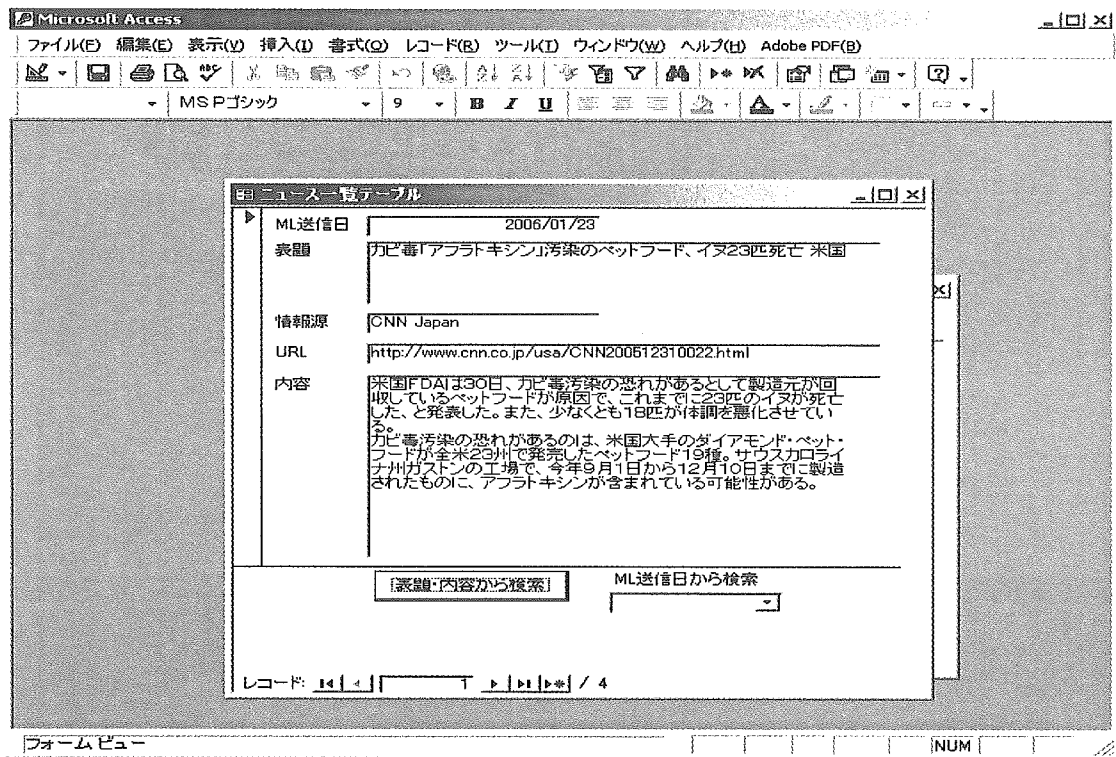 Microsoft Access
ファイル(F) 編集(E) 表示(V) 挿入(I) 書式(O) レコード(R) ツール(T) ウィンドウ(W) ヘルプ(H) Adobe PDF(B)
MS Pゴシック 9 B I U A
ニュース一覧テーブル
ML送信日 2006/01/23
表題 カビ毒「アフラトキシン」汚染のペットフード、イヌ23匹死亡 米国
情報源 CNN Japan
URL http://www.cnn.co.jp/usa/CNN200512310022.html
内容 米国FDAは30日、カビ毒汚染の恐れがあるとして製造元が回
収しているペットフードが原因で、これまでに23匹のイヌが死亡
した、と発表した。また、少なくとも18匹が体調を悪化させてい
る。
カビ毒汚染の恐れがあるのは、米国大手のダイアモンド・ペット・
フードが全米23州で発売したペットフード19種。サウスカロライ
ナ州ガストンの工場で、今年9月1日から12月10日までに製造
されたものに、アフラトキシンが含まれている可能性がある。
表題・内容から検索 ML送信日から検索
レコード: 1 / 4
フォーム ビュー NUM